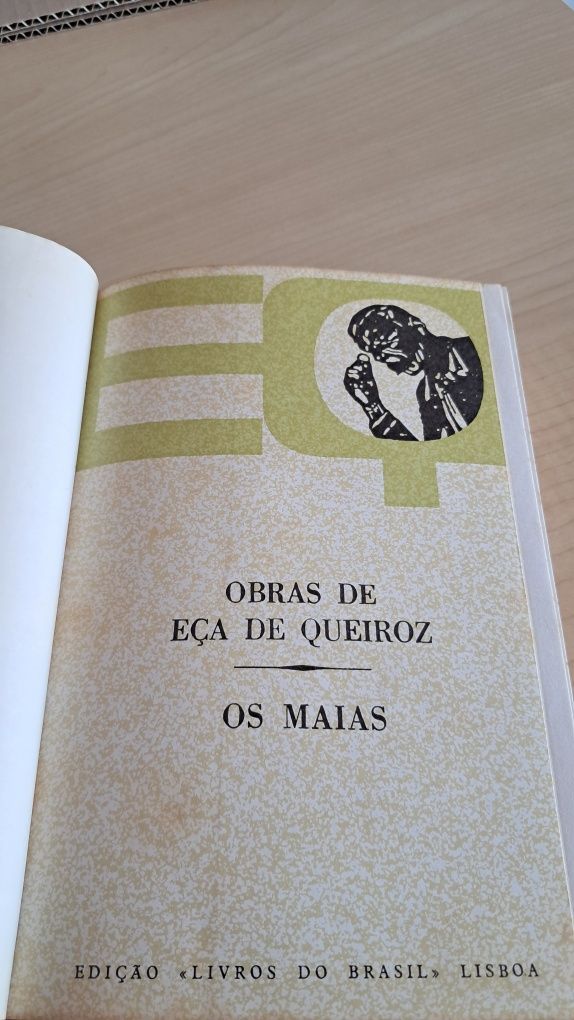 EQ
OBRAS DE
EÇA DE QUEIROZ
OS MAIAS
EDIÇÃO «LIVROS DO BRASIL» LISBOA